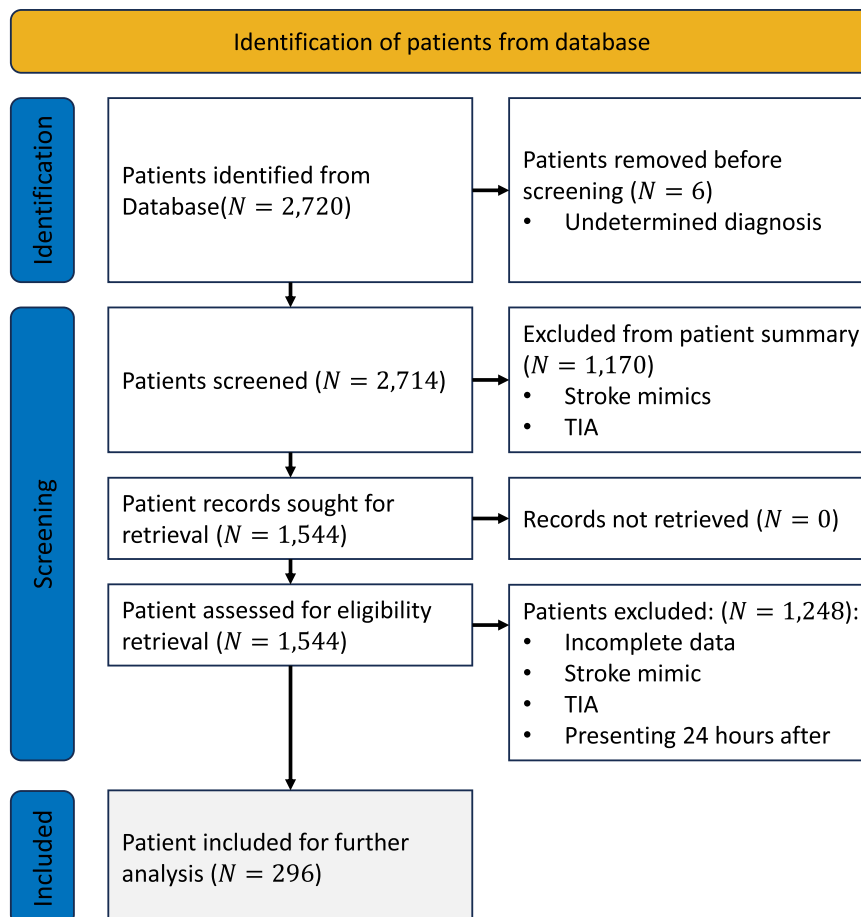 Identification of patients from database
Identification
Patients identified from
Database(N = 2,720)
Patients removed before
screening (N = 6)
• Undetermined diagnosis
Screening
Patients screened (N = 2,714)
Excluded from patient summary
(N = 1,170)
• Stroke mimics
• TIA
Patient records sought for
retrieval (N = 1,544)
Records not retrieved (N = 0)
Patient assessed for eligibility
retrieval (N = 1,544)
Patients excluded: (N = 1,248):
• Incomplete data
• Stroke mimic
• TIA
• Presenting 24 hours after
Included
Patient included for further
analysis (N = 296)